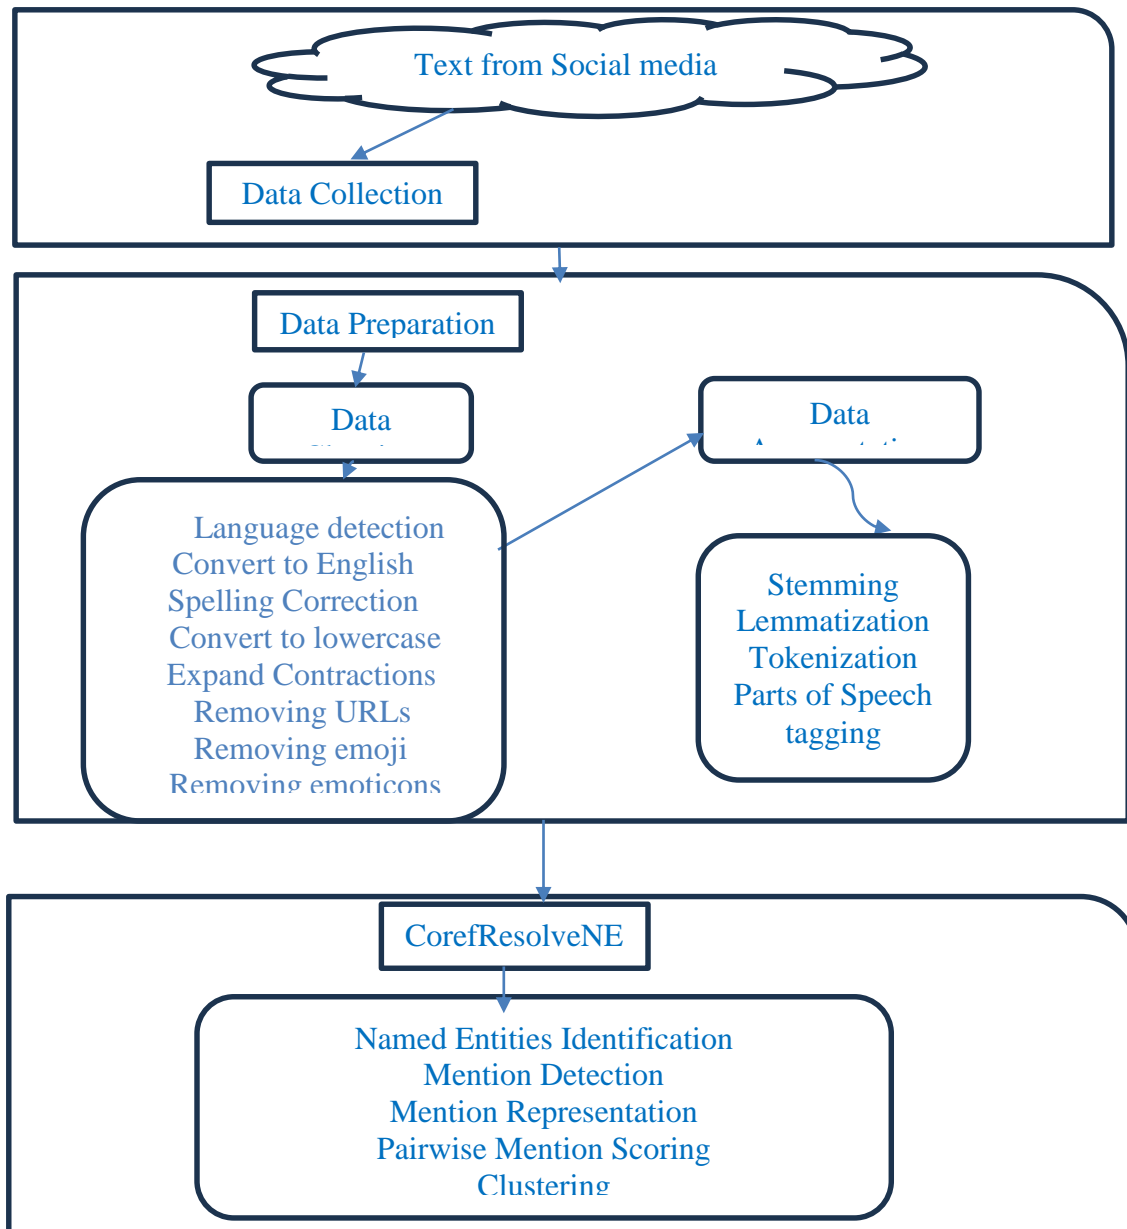 Text from Social media
Data Collection
Data Preparation
Data
Language detection
Convert to English
Spelling Correction
Convert to lowercase
Expand Contractions
Removing URLs
Removing emoji
Removing emoticons
Data
Stemming
Lemmatization
Tokenization
Parts of Speech
tagging
CorefResolveNE
Named Entities Identification
Mention Detection
Mention Representation
Pairwise Mention Scoring
Clustering